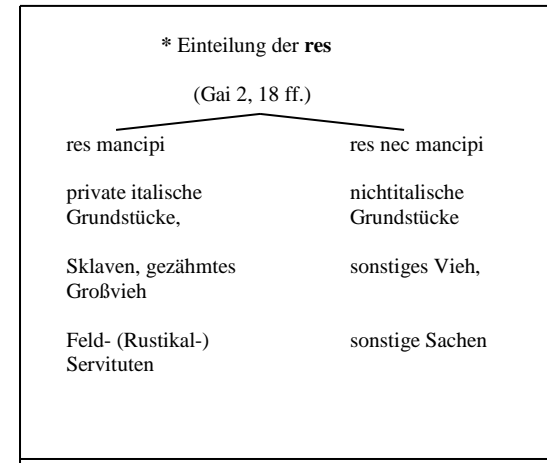 * Einteilung der res
(Gai 2, 18 ff.)
res mancipi
private italische
Grundstücke,
Sklaven, gezähmtes
Großvieh
Feld- (Rustikal-)
Servituten
res nec mancipi
nichtitalische
Grundstücke
sonstiges Vieh,
sonstige Sachen